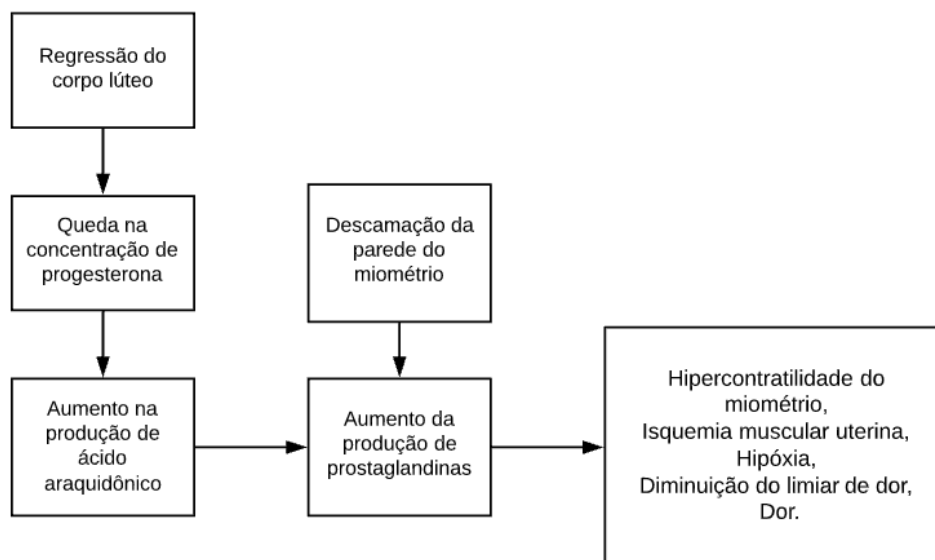 Regressão do
corpo lúteo
Queda na
concentração de
progesterona
Descamação da
parede do
miométrio
Aumento na
produção de
ácido
araquidônico
Aumento da
produção de
prostaglandinas
Hipercontratilidade do
miométrio,
Isquemia muscular uterina,
Hipóxia,
Diminuição do limiar de dor,
Dor.